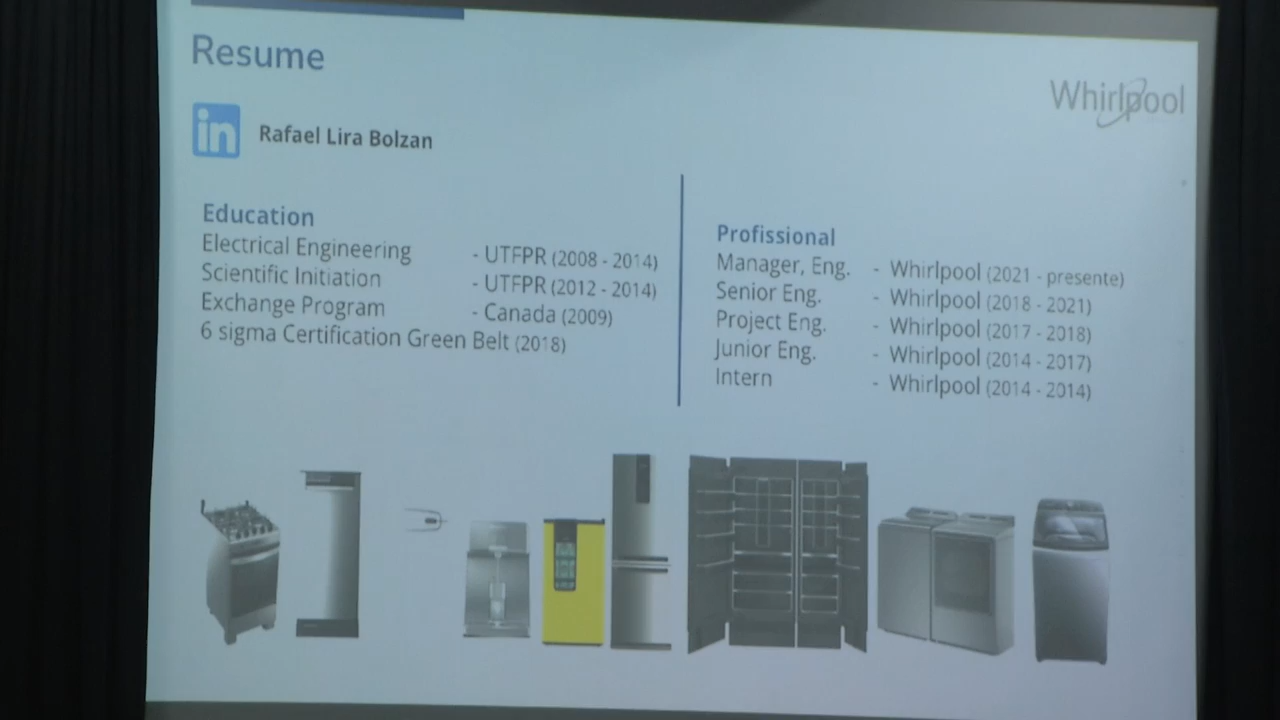 Resume
Whirlpool
in
Rafael Lira Bolzan
Education
Electrical Engineering - UTFPR (2008 - 2014)
Scientific Initiation - UTFPR (2012 - 2014)
Exchange Program - Canada (2009)
6 sigma Certification Green Belt (2018)
Profissional
Manager, Eng. - Whirlpool (2021 - presente)
Senior Eng. - Whirlpool (2018 - 2021)
Project Eng. - Whirlpool (2017 - 2018)
Junior Eng. - Whirlpool (2014 - 2017)
Intern - Whirlpool (2014 - 2014)